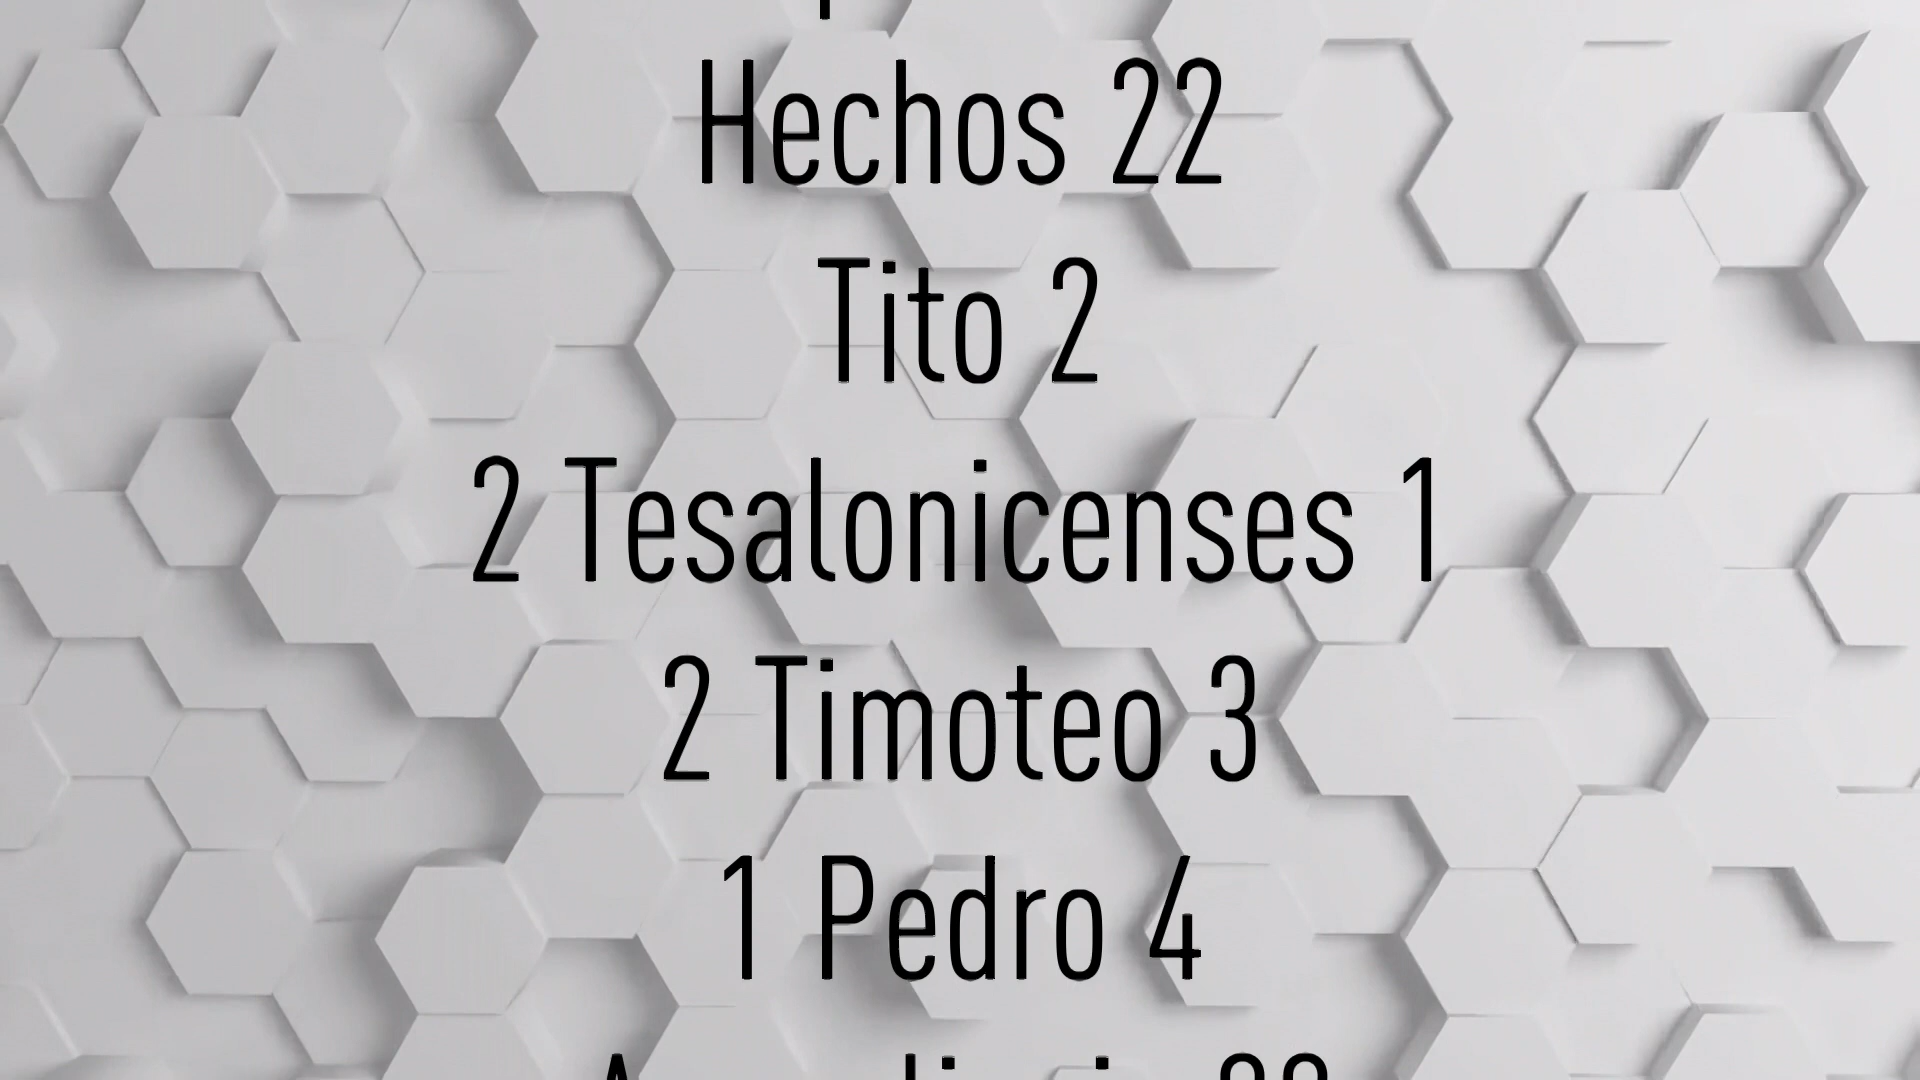 Hechos 22
Tito 2
2 Tesalonicenses 1
2 Timoteo 3
1 Pedro 4